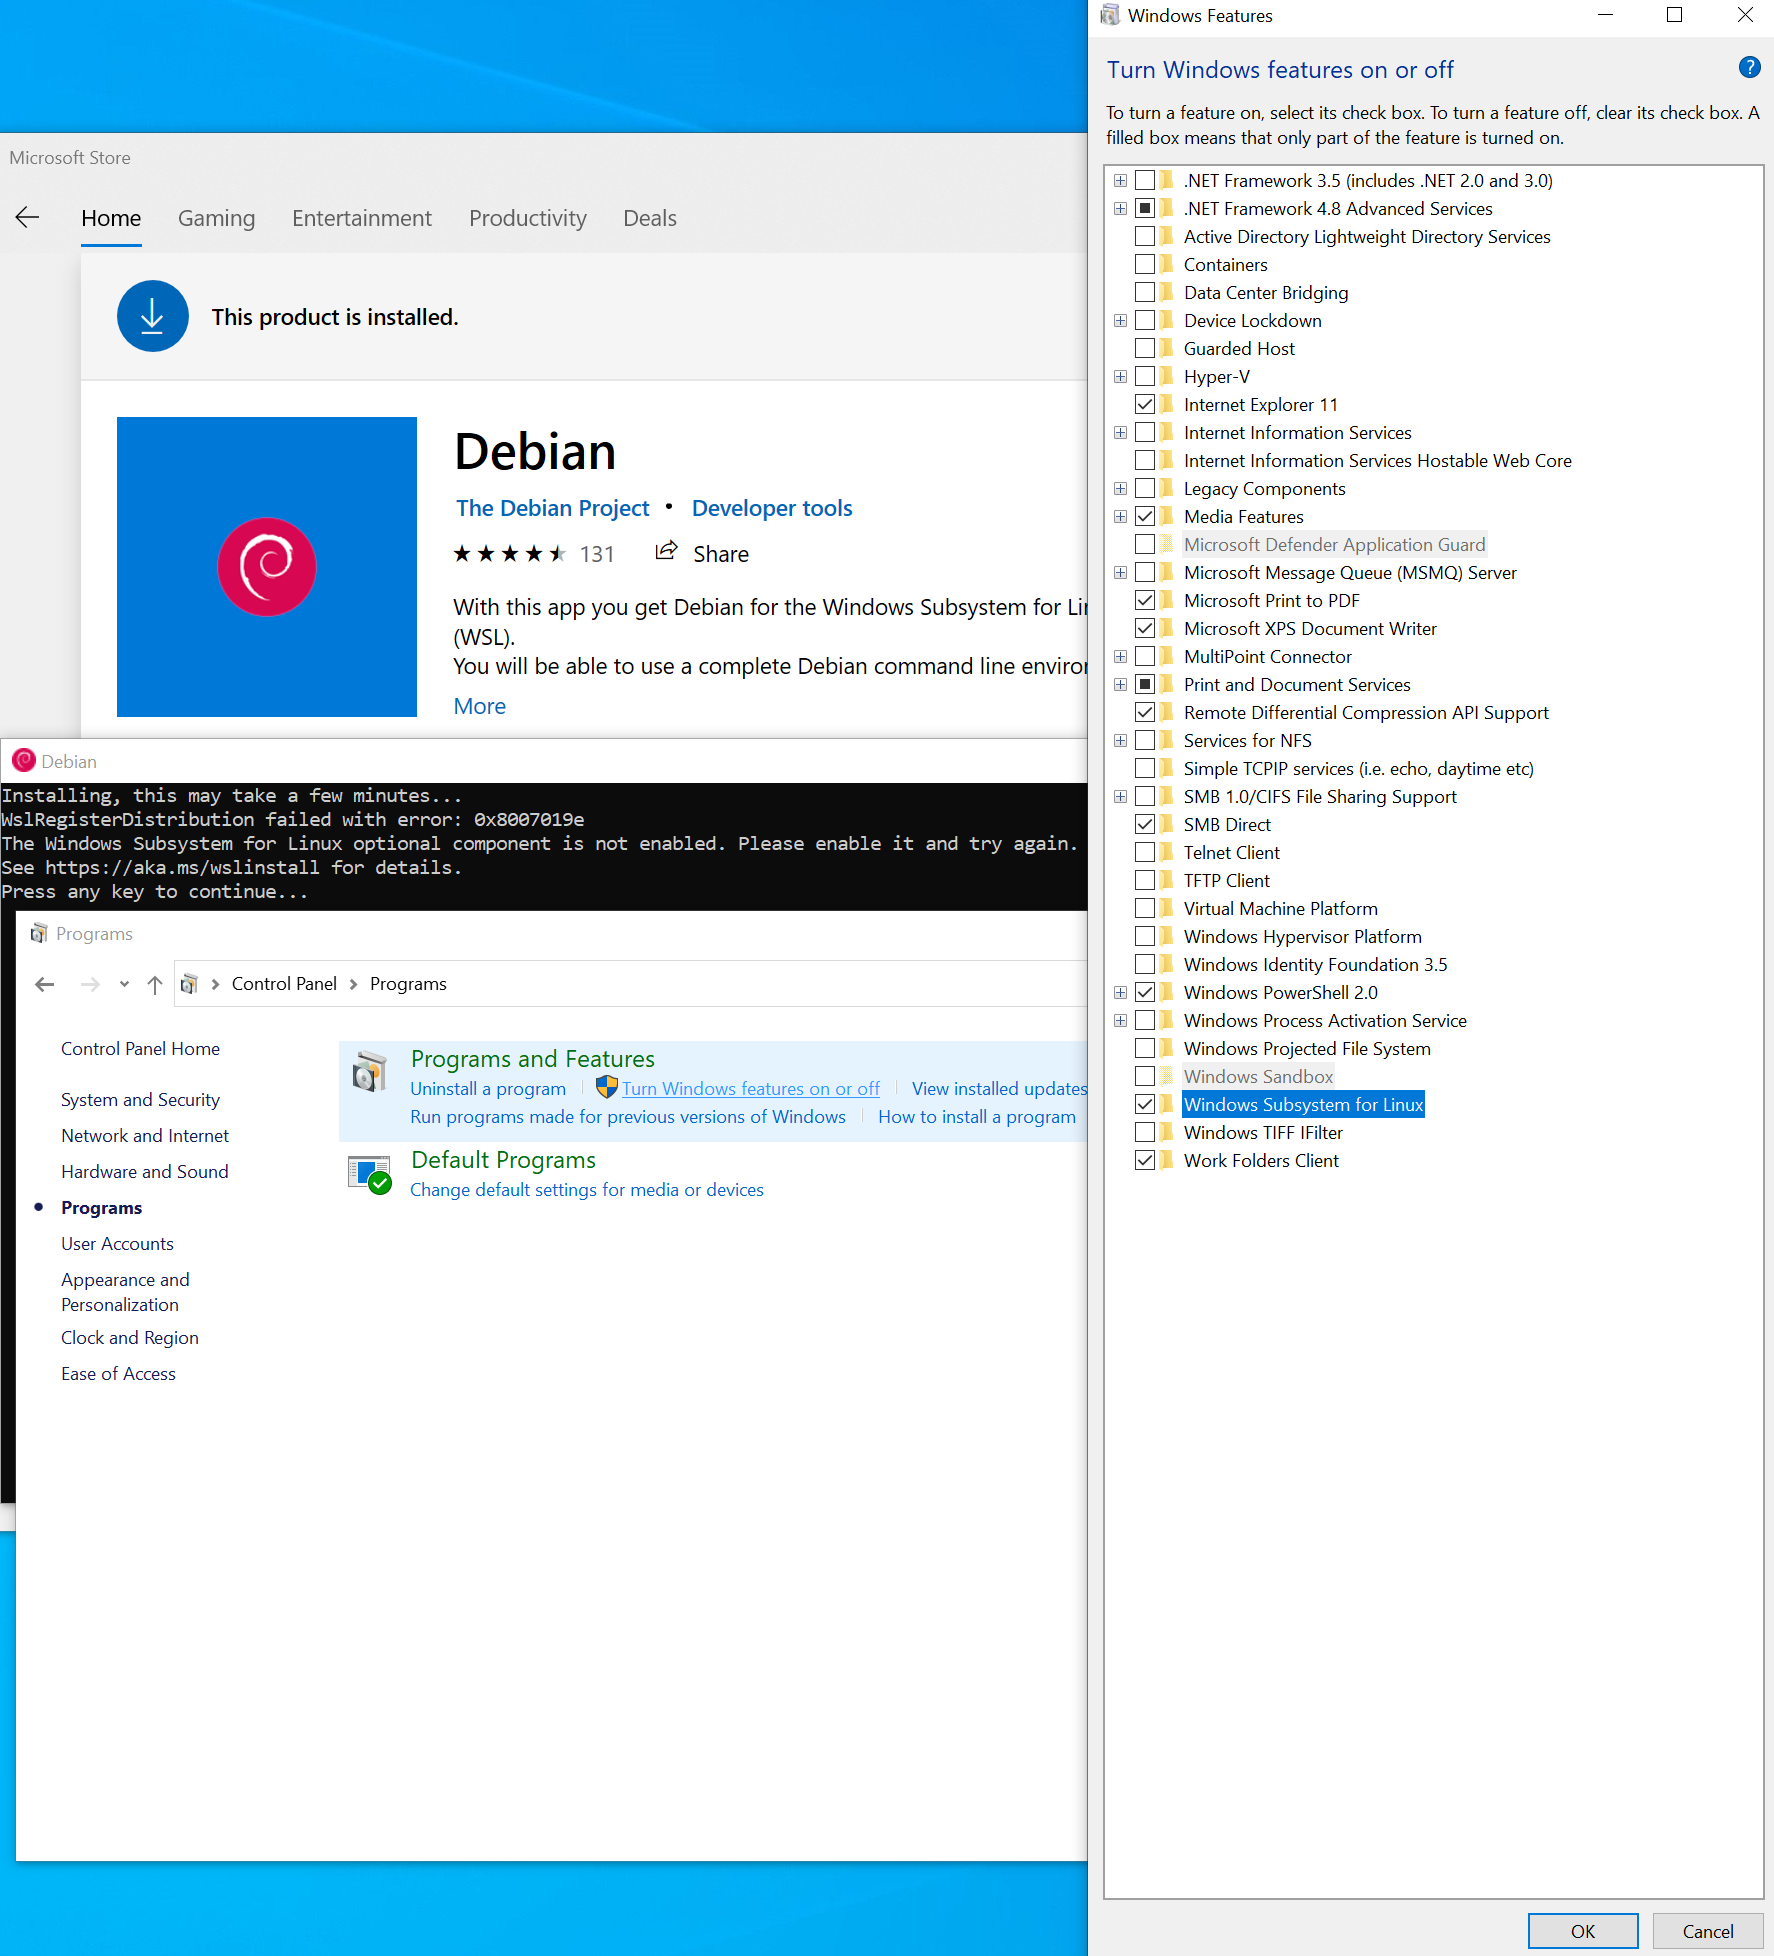 Microsoft Store
Home Gaming Entertainment Productivity Deals
This product is installed.
Debian
The Debian Project • Developer tools
131 Share
With this app you get Debian for the Windows Subsystem for Li
(WSL).
You will be able to use a complete Debian command line
More
Debian
Installing, this may take a few minutes...
WslRegisterDistribution failed with error: 0x8007019e
The Windows Subsystem for Linux optional component is not enabled. Please enable it and try again.
See https://aka.ms/wslinstall for details.
Press any key to continue...
Programs
Control Panel > Programs
Control Panel Home
System and Security
Network and Internet
Hardware and Sound
Programs
User Accounts
Appearance and
Personalization
Clock and Region
Ease of Access
Programs and Features
Uninstall a program Turn Windows features on or off View installed updates
Run programs made for previous versions of Windows How to install a program
Default Programs
Change default settings for media or devices
Windows Features
Turn Windows features on or off
?
To turn a feature on, select its check box. To turn a feature off, clear its check box. A
filled box means that only part of the feature is turned on.
.NET Framework 3.5 (includes .NET 2.0 and 3.0)
.NET Framework 4.8 Advanced Services
Active Directory Lightweight Directory Services
Containers
Data Center Bridging
Device Lockdown
Guarded Host
Hyper-V
Internet Explorer 11
Internet Information Services
Internet Information Services Hostable Web Core
Legacy Components
Media Features
Microsoft Defender Application Guard
Microsoft Message Queue (MSMQ) Server
Microsoft Print to PDF
Microsoft XPS Document Writer
MultiPoint Connector
Print and Document Services
Remote Differential Compression API Support
Services for NFS
Simple TCPIP services (i.e. echo, daytime etc)
SMB 1.0/CIFS File Sharing Support
SMB Direct
Telnet Client
TFTP Client
Virtual Machine Platform
Windows Hypervisor Platform
Windows Identity Foundation 3.5
Windows PowerShell 2.0
Windows Process Activation Service
Windows Projected File System
Windows Sandbox
Windows Subsystem for Linux
Windows TIFF IFilter
Work Folders Client
OK Cancel